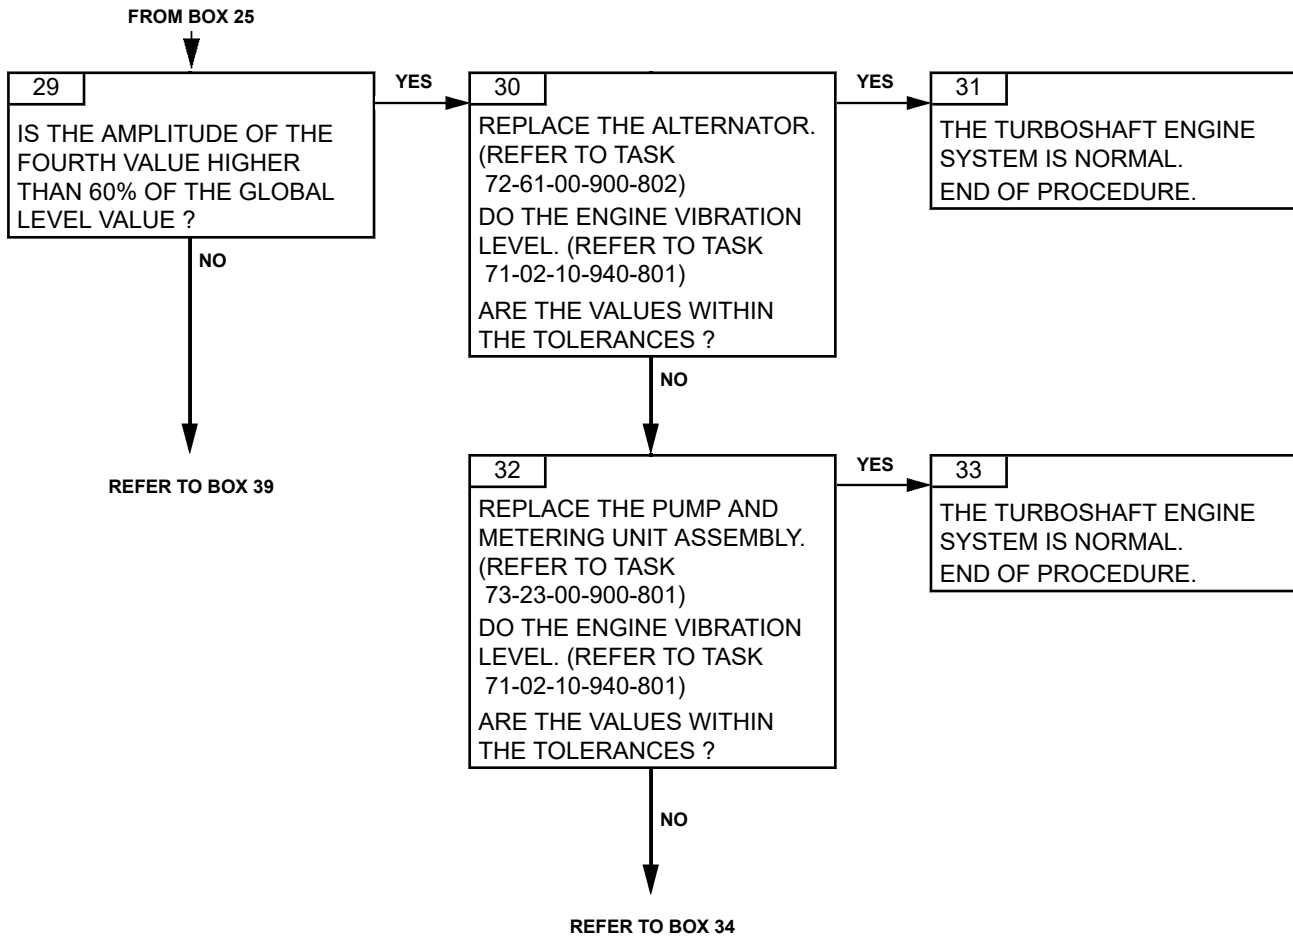 FROM BOX 25
29
IS THE AMPLITUDE OF THE
FOURTH VALUE HIGHER
THAN 60% OF THE GLOBAL
LEVEL VALUE ?
YES
30
REPLACE THE ALTERNATOR.
(REFER TO TASK
72-61-00-900-802)
DO THE ENGINE VIBRATION
LEVEL. (REFER TO TASK
71-02-10-940-801)
ARE THE VALUES WITHIN
THE TOLERANCES ?
YES
31
THE TURBOSHAFT ENGINE
SYSTEM IS NORMAL.
END OF PROCEDURE.
NO
REFER TO BOX 39
NO
32
REPLACE THE PUMP AND
METERING UNIT ASSEMBLY.
(REFER TO TASK
73-23-00-900-801)
DO THE ENGINE VIBRATION
LEVEL. (REFER TO TASK
71-02-10-940-801)
ARE THE VALUES WITHIN
THE TOLERANCES ?
YES
33
THE TURBOSHAFT ENGINE
SYSTEM IS NORMAL.
END OF PROCEDURE.
NO
REFER TO BOX 34